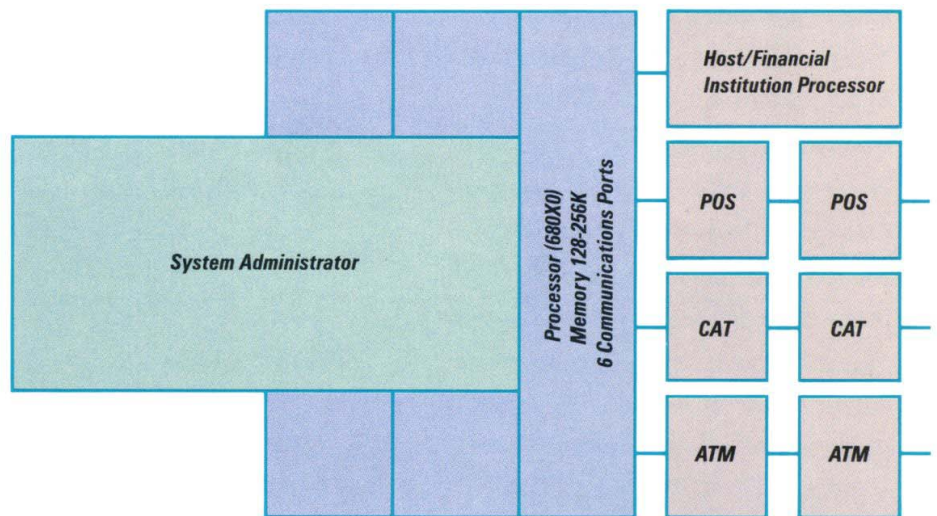 Host/Financial
Institution Processor
System Administrator
Processor (680X0)
Memory 128-256K
6 Communications Ports
POS
POS
CAT
CAT
ATM
ATM